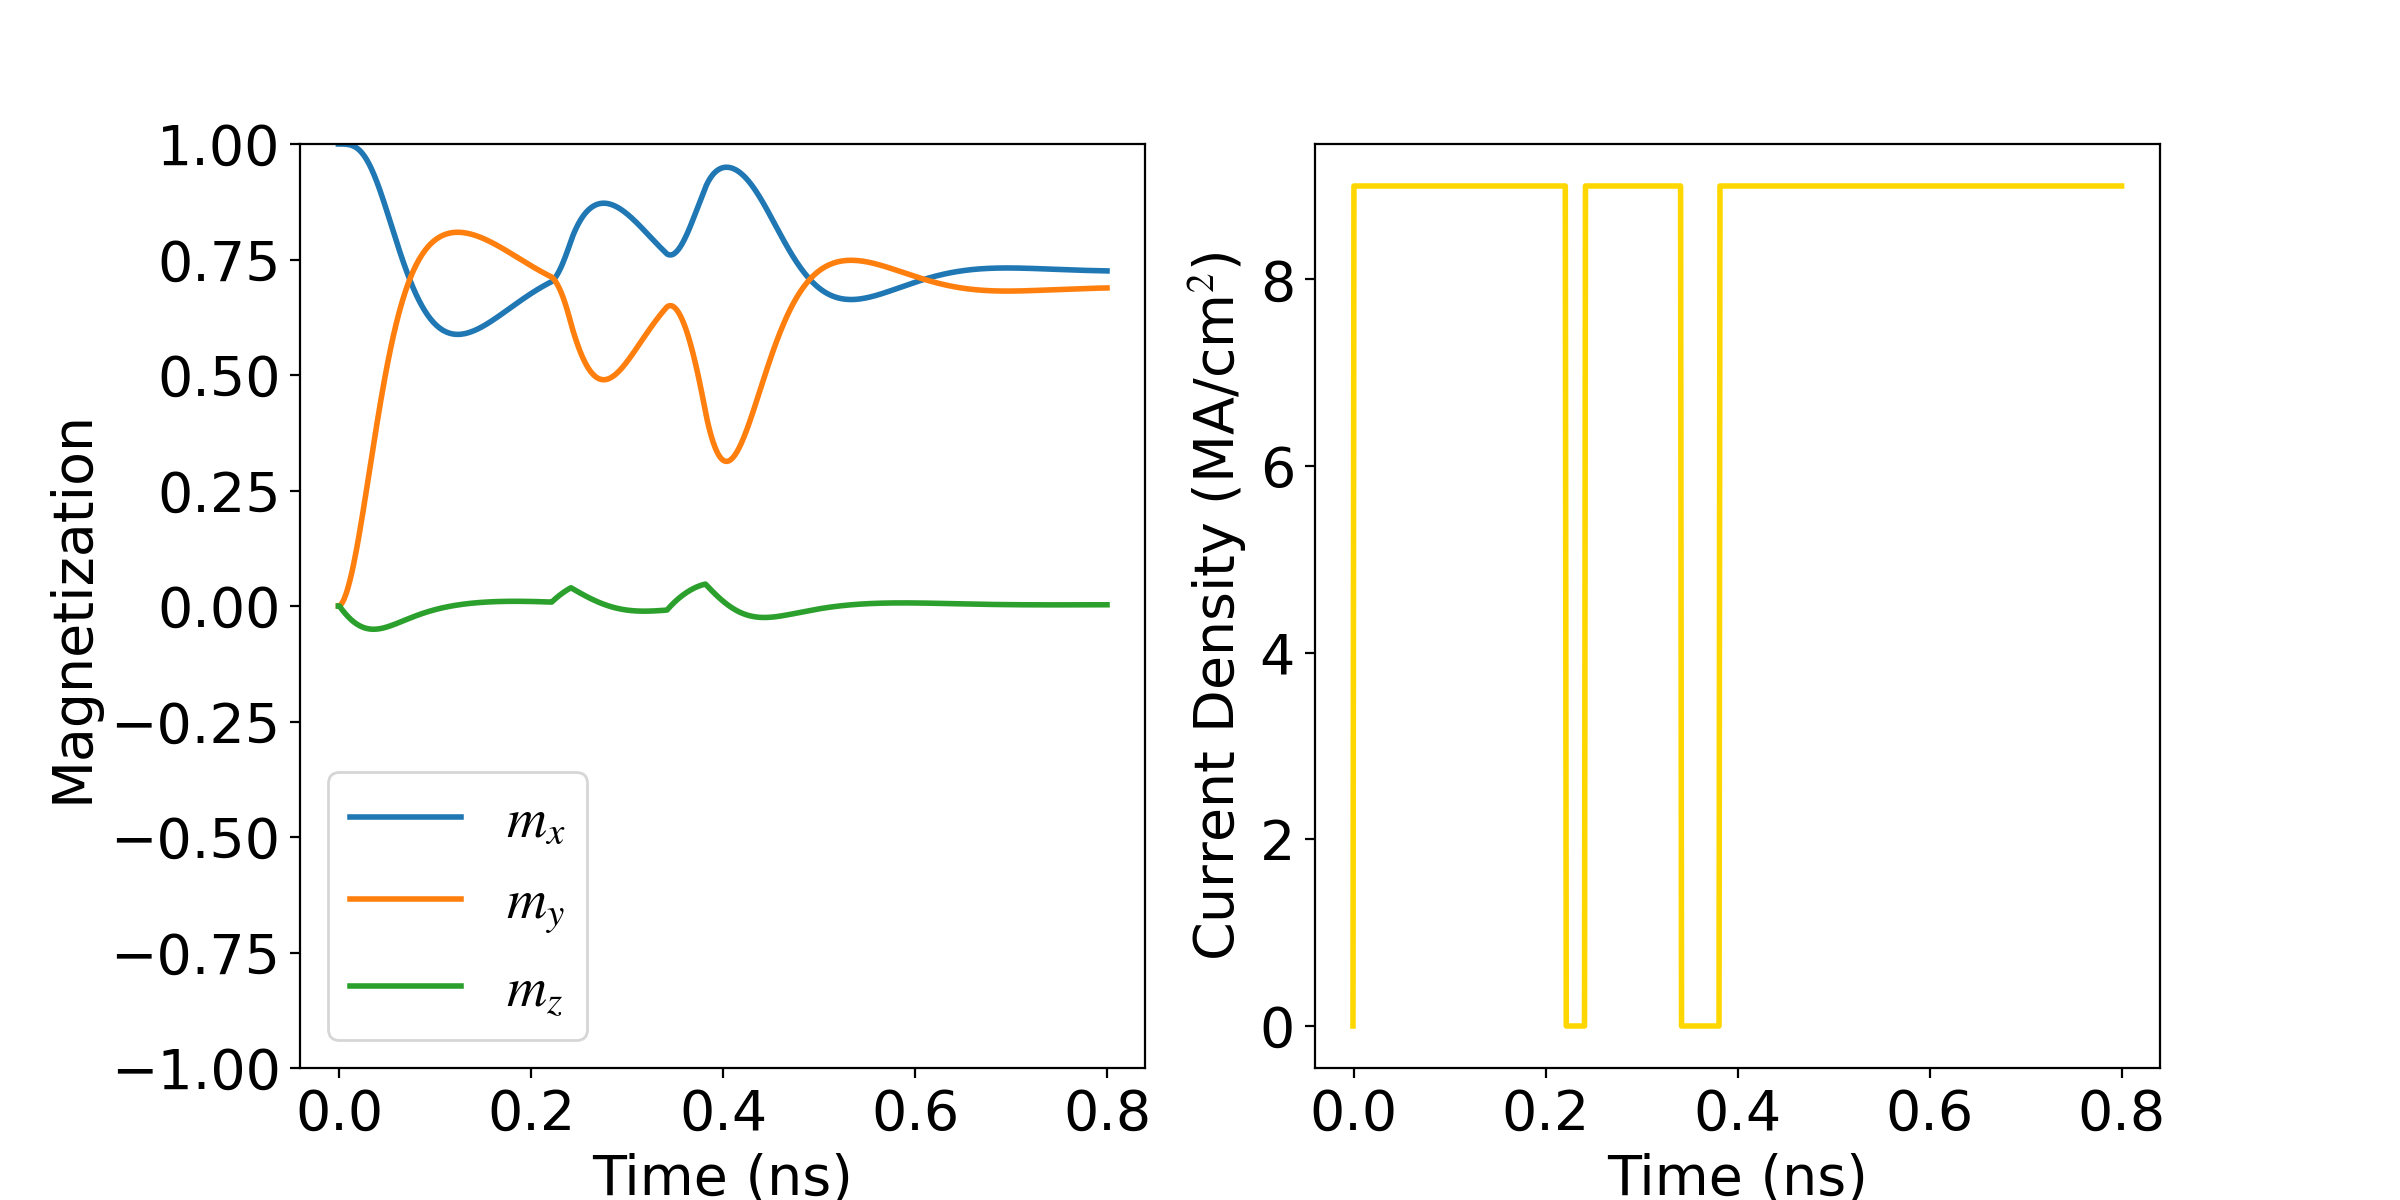 Magnetization
1.00
0.75
0.50
0.25
0.00
−0.25
−0.50
−0.75
−1.00
0.0 0.2 0.4 0.6 0.8
Time (ns)
m_x
m_y
m_z
Current Density (MA/cm²)
8
6
4
2
0
0.0 0.2 0.4 0.6 0.8
Time (ns)